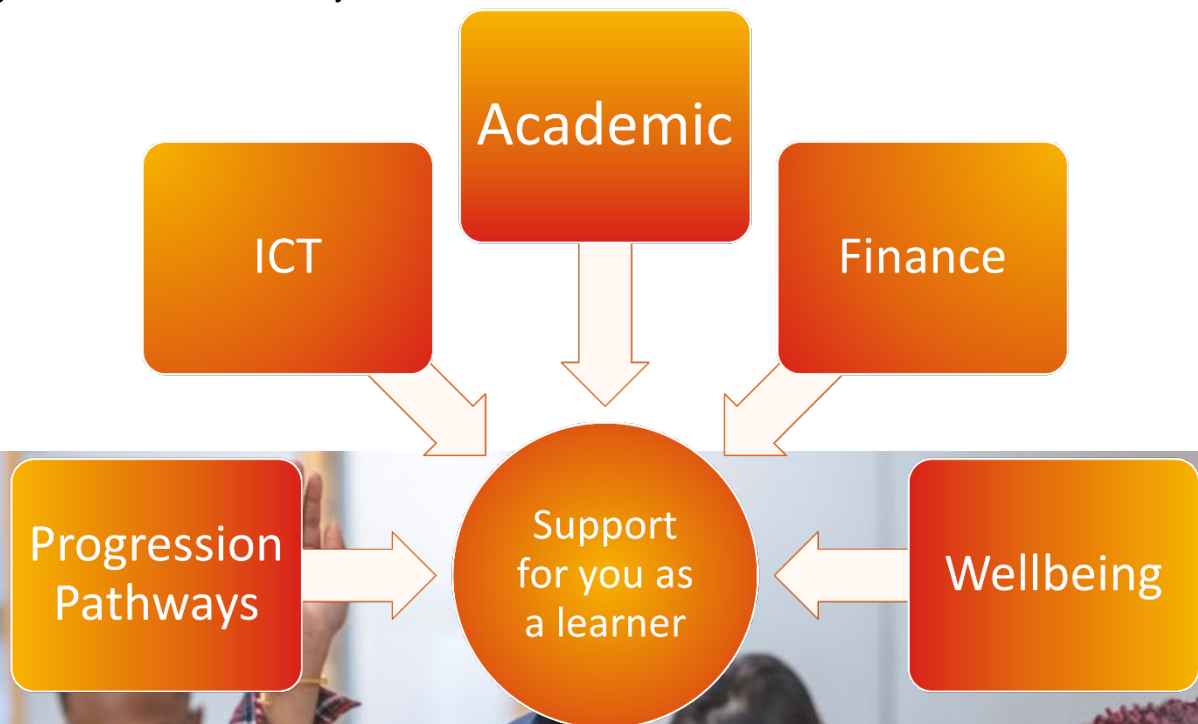 Academic
ICT
Finance
Progression
Pathways
Support
for you as
a learner
Wellbeing